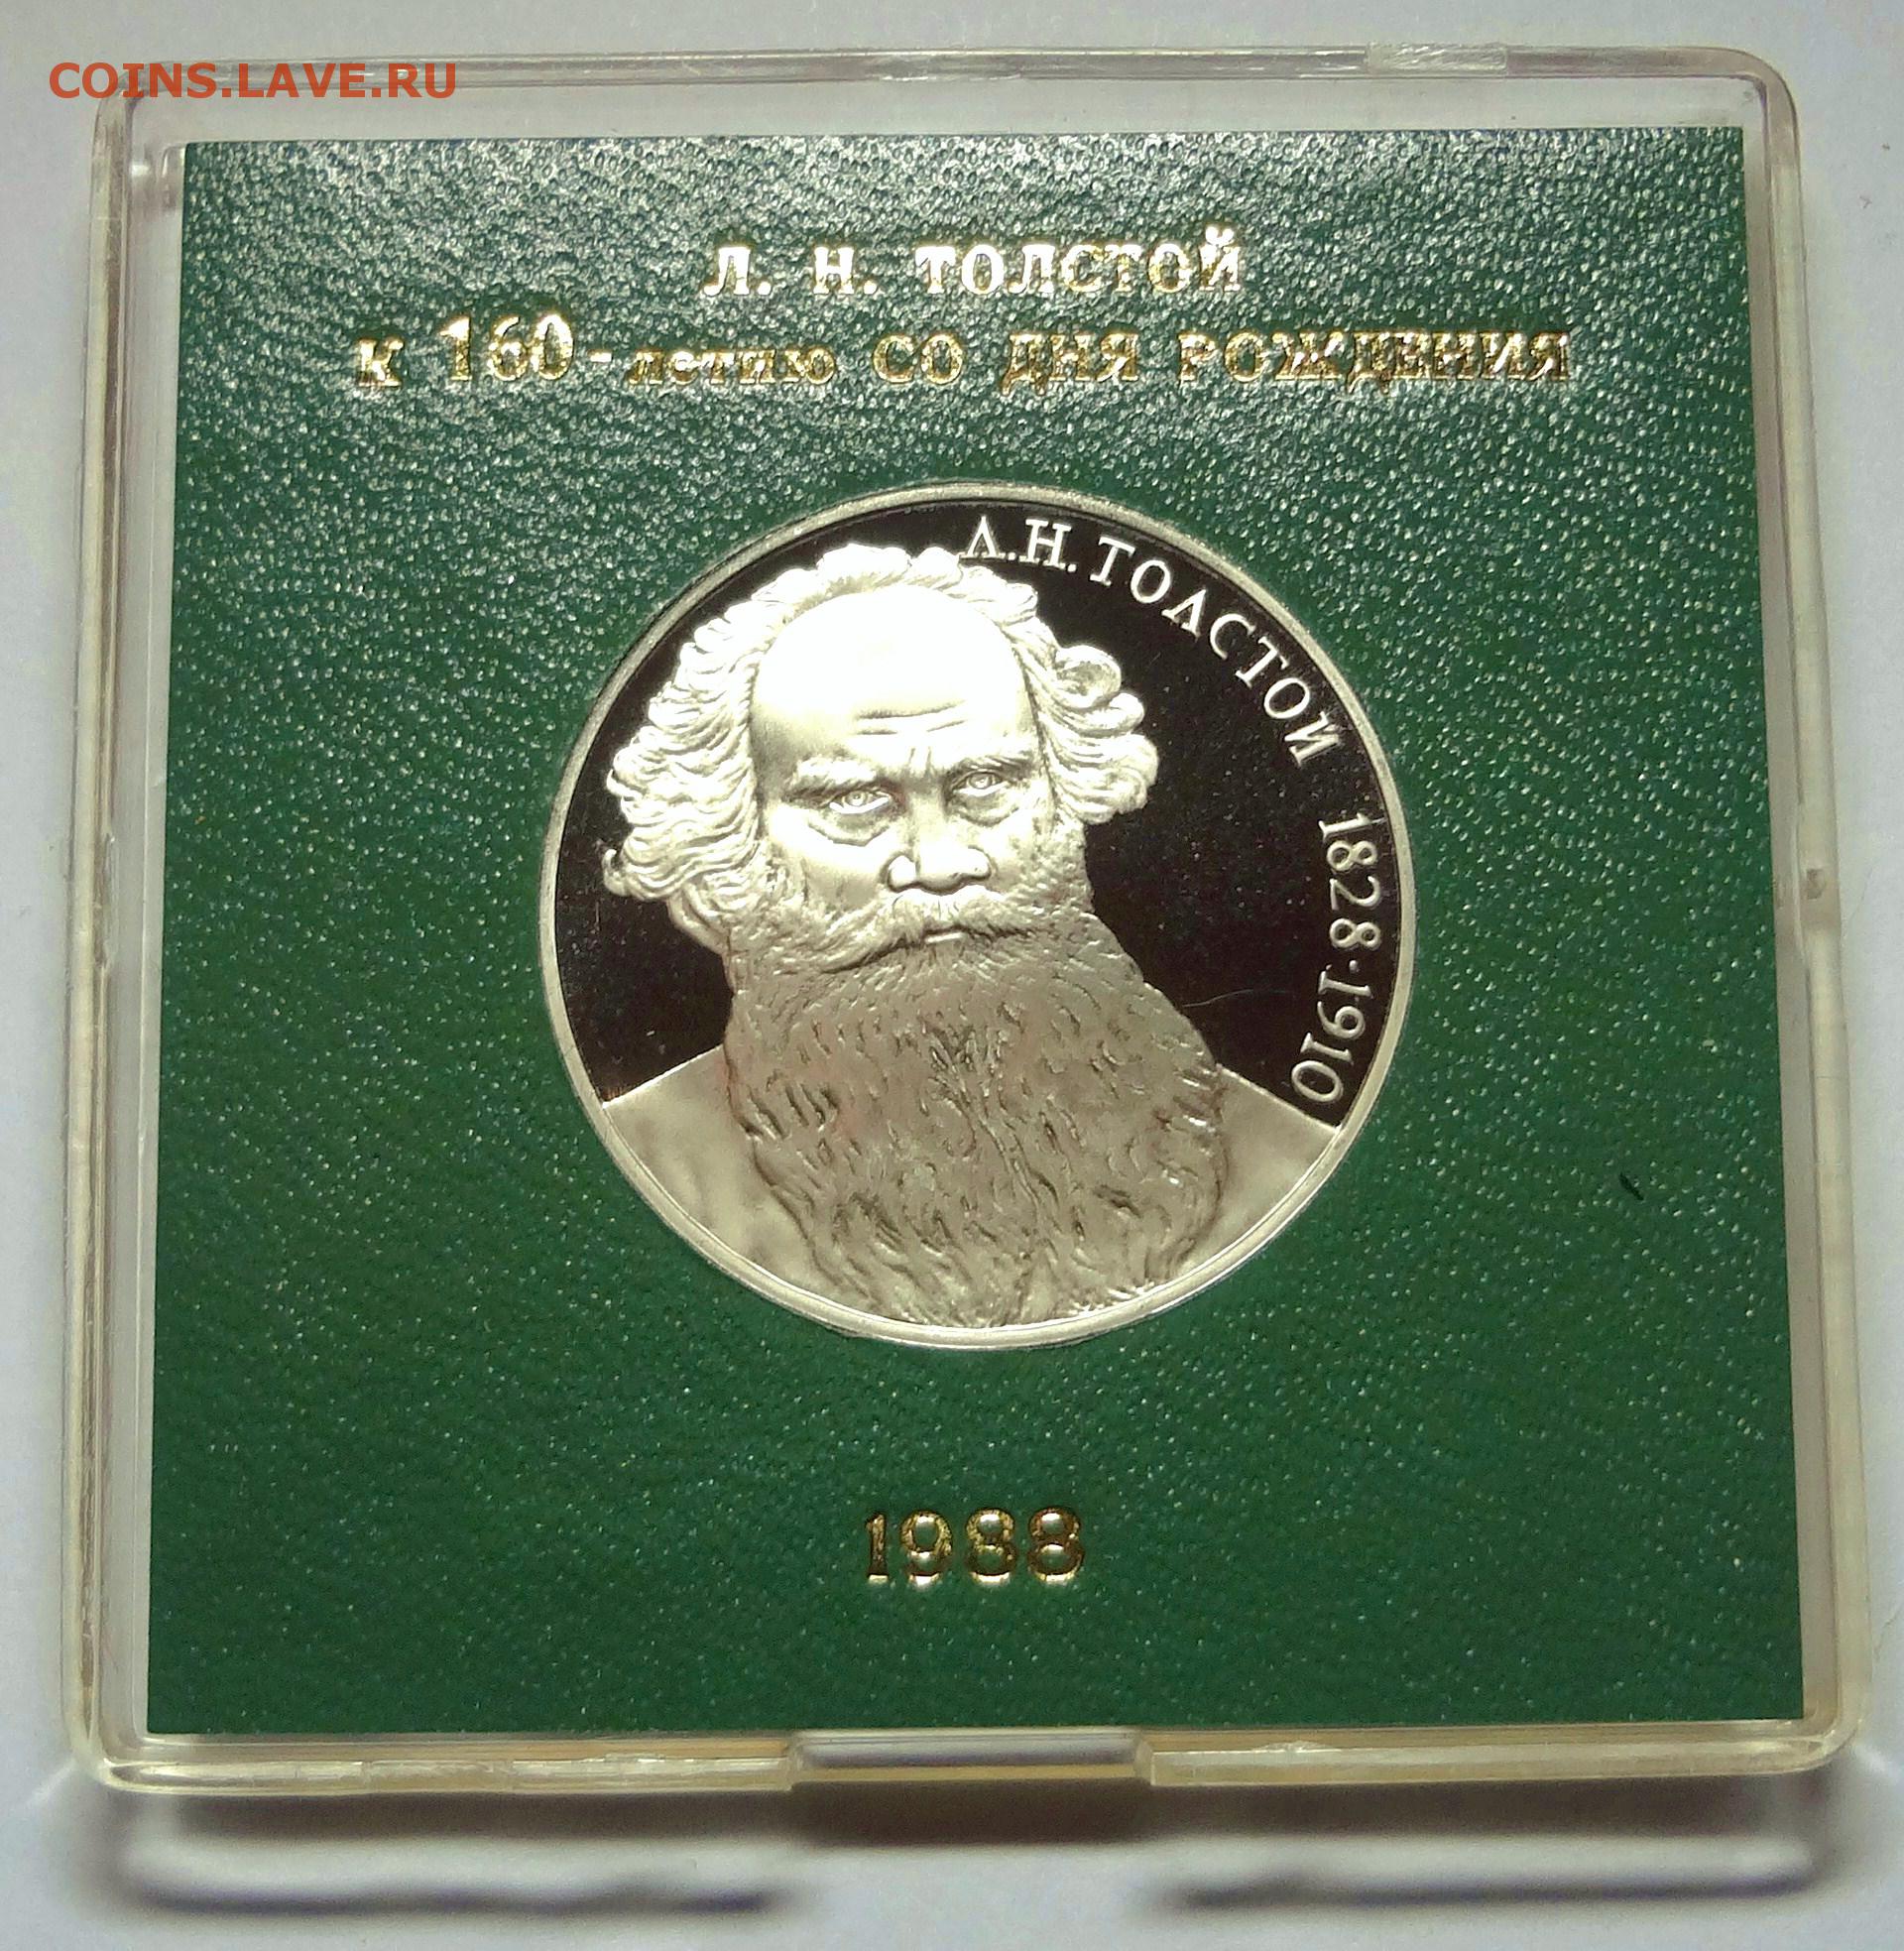 COINS.LAVE.RU
Л. Н. ТОЛСТОЙ
К 160-летию СО ДНЯ РОЖДЕНИЯ
Л.Н.ТОЛСТОЙ 1828·1910
1988